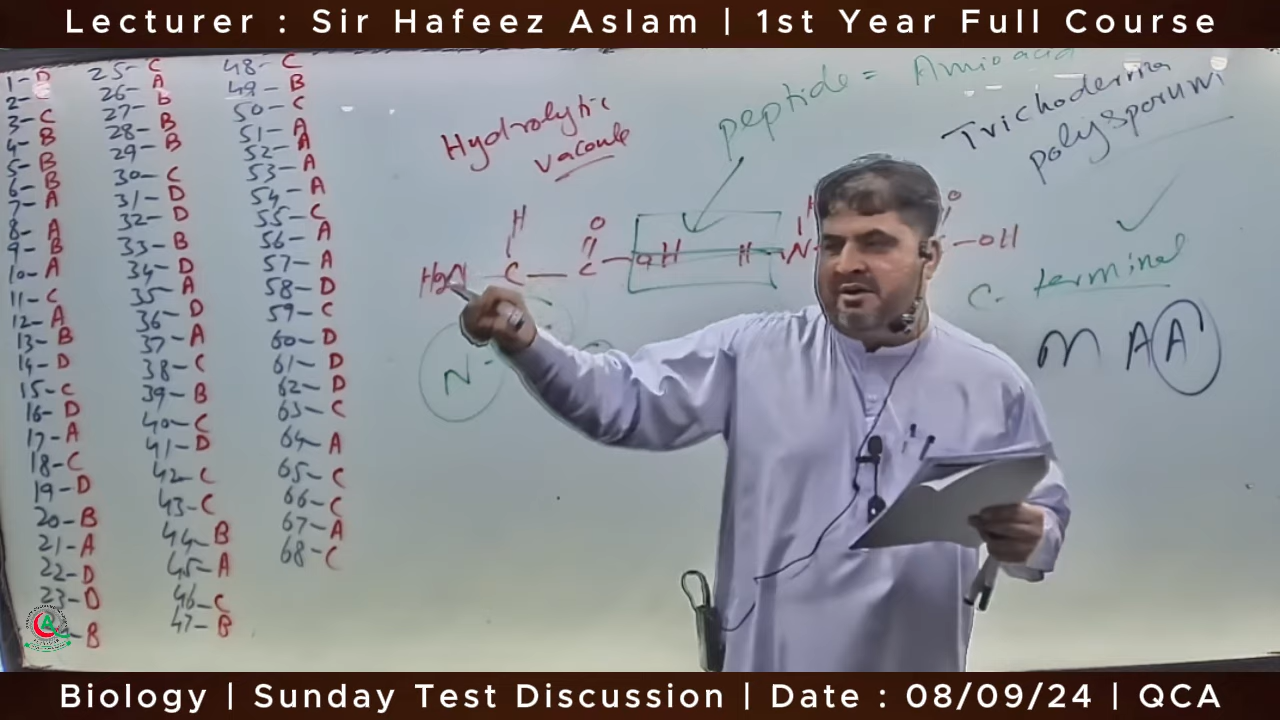 Lecturer : Sir Hafeez Aslam | 1st Year Full Course
1- D
2-
3- C
4- B
5- B
6- B
7- A
8- A
9- B
10- A
11- C
12- A
13- B
14- D
15- C
16- D
17- A
18- C
19- D
20- B
21- A
22- D
23- D
B
25- C
26- A
27- b
28- B
29- B
30- C
31- D
32- D
33- B
34- D
35- A
36- D
37- A
38- C
39- B
40- C
41- D
42- C
43- C
44- B
45- A
46- C
47- B
48- C
49- B
50- C
51- A
52- A
53- A
54- A
55- C
56- A
57- A
58- D
59- C
60- D
61- D
62- D
63- C
64- A
65- C
66- C
67- A
68- C
Hydrolytic
vacoule
peptide = Amioacid
Trichoderma
polysporum
H O H O
H2N C C OH H N OH
N-
C- terminal
M A A
Biology | Sunday Test Discussion | Date : 08/09/24 | QCA